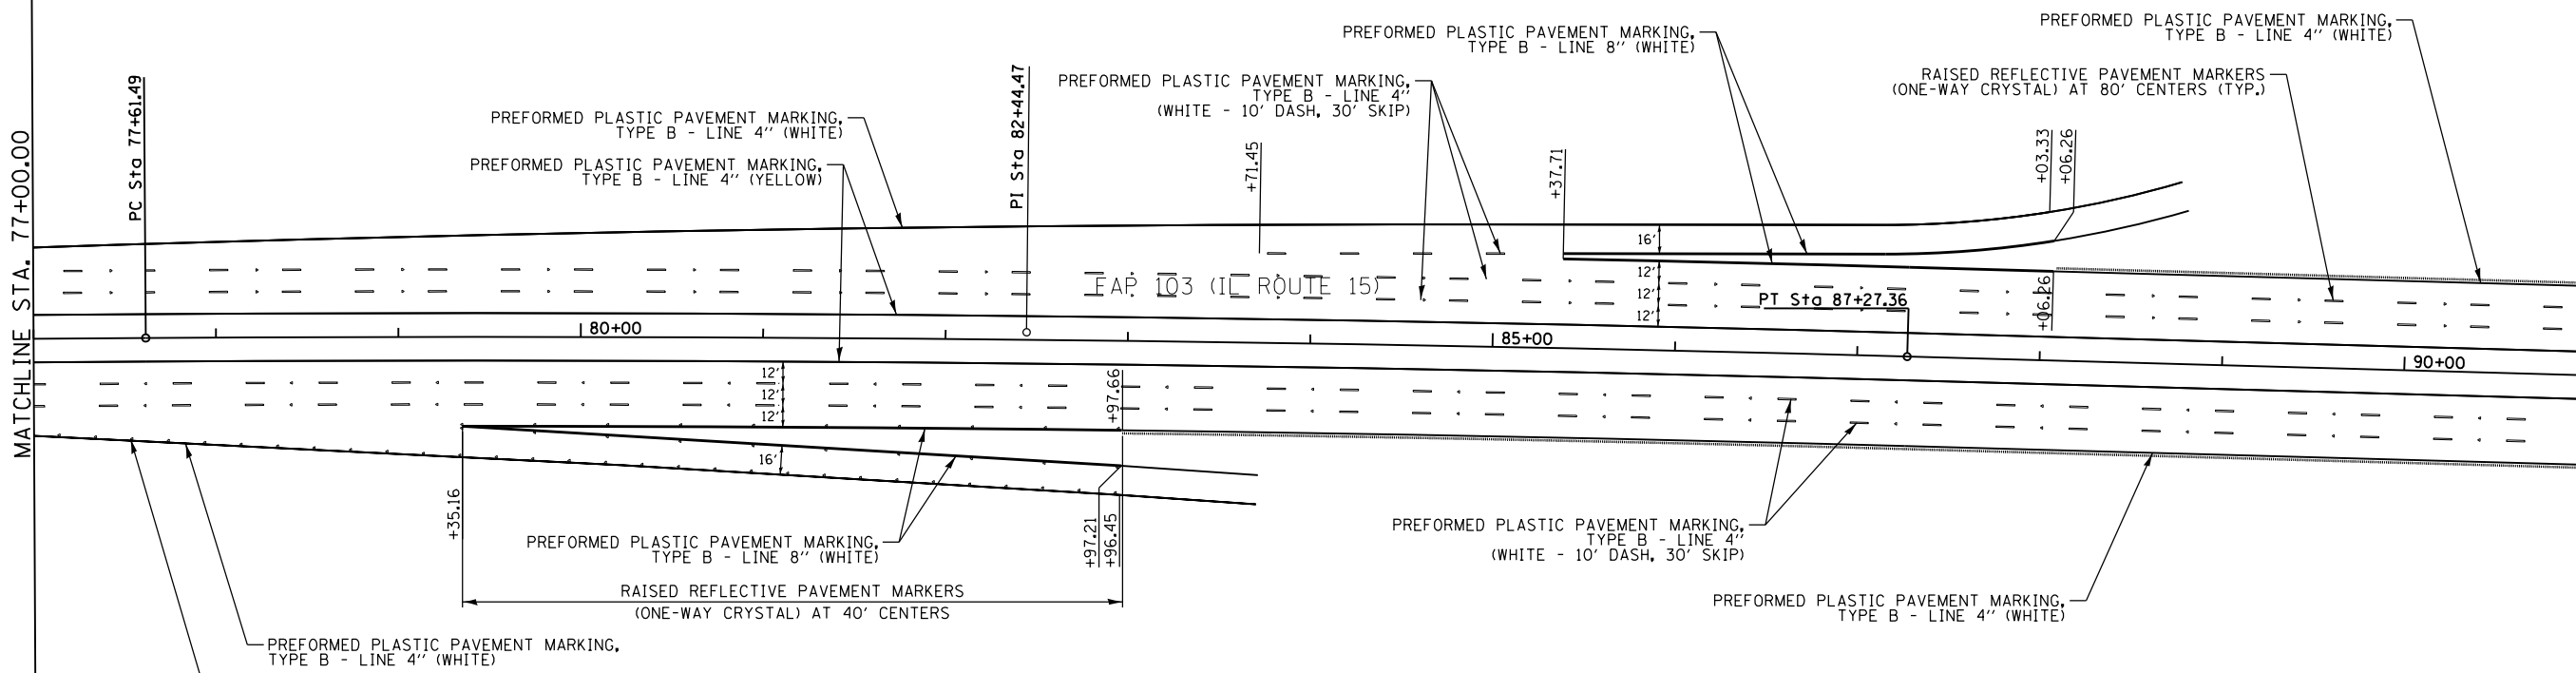 MATCHLINE STA. 77+00.00
PC Sta 77+61.49
PREFORMED PLASTIC PAVEMENT MARKING,
TYPE B - LINE 4" (WHITE)
PREFORMED PLASTIC PAVEMENT MARKING,
TYPE B - LINE 4" (YELLOW)
PI Sta 82+44.47
PREFORMED PLASTIC PAVEMENT MARKING,
TYPE B - LINE 4"
(WHITE - 10' DASH, 30' SKIP)
PREFORMED PLASTIC PAVEMENT MARKING,
TYPE B - LINE 8" (WHITE)
PREFORMED PLASTIC PAVEMENT MARKING,
TYPE B - LINE 4" (WHITE)
RAISED REFLECTIVE PAVEMENT MARKERS
(ONE-WAY CRYSTAL) AT 80' CENTERS (TYP.)
+71.45
+37.71
+03.33
+06.26
16'
12'
12'
12'
FAP 103 (IL ROUTE 15)
PT Sta 87+27.36
+06.26
80+00
85+00
90+00
12'
12'
12'
16'
+97.66
+35.16
+97.21
+96.45
PREFORMED PLASTIC PAVEMENT MARKING,
TYPE B - LINE 8" (WHITE)
RAISED REFLECTIVE PAVEMENT MARKERS
(ONE-WAY CRYSTAL) AT 40' CENTERS
PREFORMED PLASTIC PAVEMENT MARKING,
TYPE B - LINE 4"
(WHITE - 10' DASH, 30' SKIP)
PREFORMED PLASTIC PAVEMENT MARKING,
TYPE B - LINE 4" (WHITE)
PREFORMED PLASTIC PAVEMENT MARKING,
TYPE B - LINE 4" (WHITE)